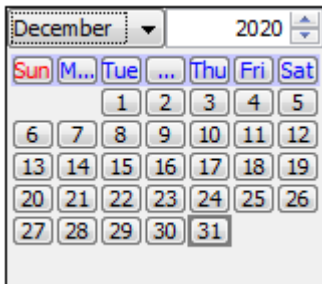 December 2020
Sun M... Tue ... Thu Fri Sat
1 2 3 4 5
6 7 8 9 10 11 12
13 14 15 16 17 18 19
20 21 22 23 24 25 26
27 28 29 30 31